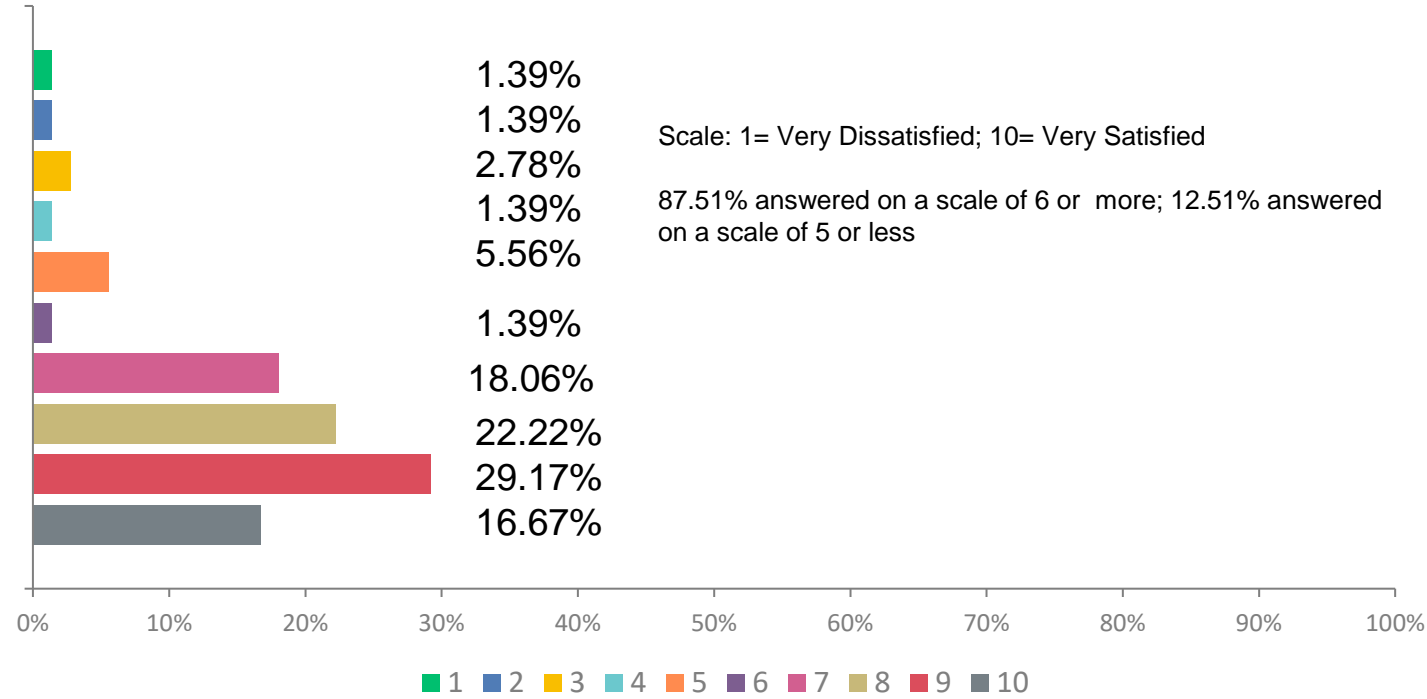 1.39%
1.39%
2.78%
1.39%
5.56%
1.39%
18.06%
22.22%
29.17%
16.67%
Scale: 1= Very Dissatisfied; 10= Very Satisfied
87.51% answered on a scale of 6 or  more; 12.51% answered
on a scale of 5 or less
0% 10% 20% 30% 40% 50% 60% 70% 80% 90% 100%
1 2 3 4 5 6 7 8 9 10